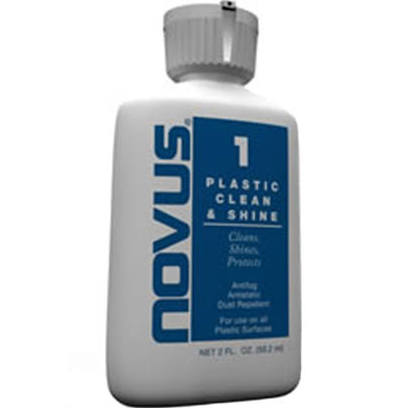 NOVUS®
1
PLASTIC
CLEAN
& SHINE
Cleans,
Shines,
Protects
Antifog
Antistatic
Dust Repellent
For use on all
Plastic Surfaces
NET 2 FL. OZ. (59.2 ml)